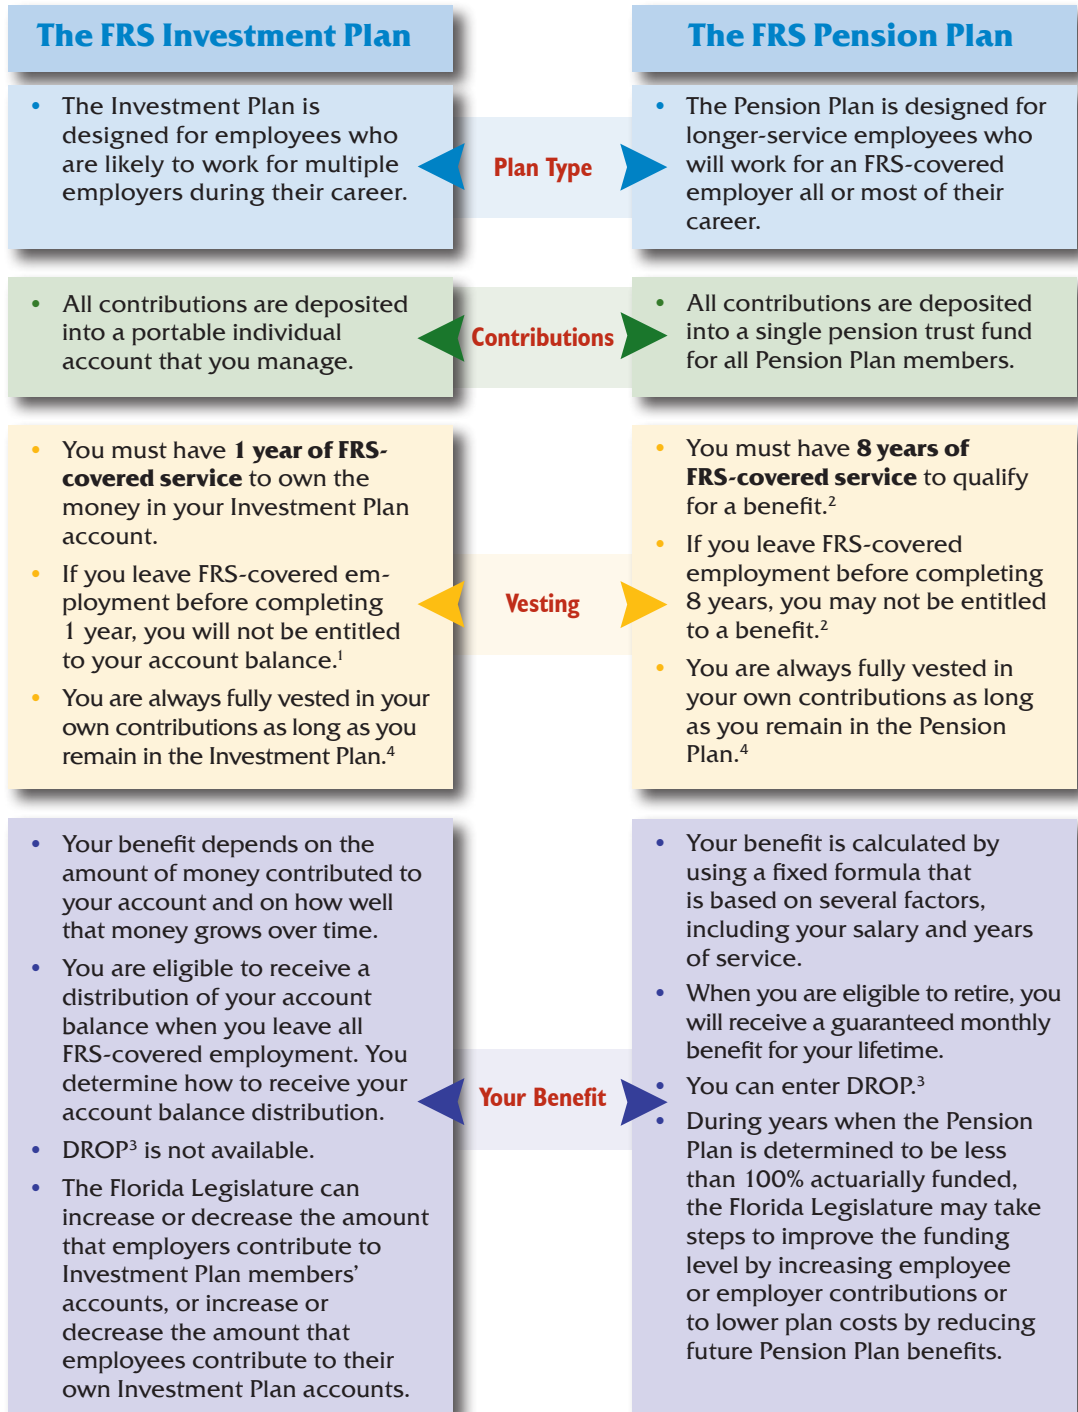 The FRS Investment Plan
The FRS Pension Plan
• The Investment Plan is
designed for employees who
are likely to work for multiple
employers during their career.
Plan Type
• The Pension Plan is designed for
longer-service employees who
will work for an FRS-covered
employer all or most of their
career.
• All contributions are deposited
into a portable individual
account that you manage.
Contributions
• All contributions are deposited
into a single pension trust fund
for all Pension Plan members.
• You must have 1 year of FRS-
covered service to own the
money in your Investment Plan
account.
• If you leave FRS-covered em-
ployment before completing
1 year, you will not be entitled
to your account balance.¹
• You are always fully vested in your
own contributions as long as you
remain in the Investment Plan.⁴
Vesting
• You must have 8 years of
FRS-covered service to qualify
for a benefit.²
• If you leave FRS-covered
employment before completing
8 years, you may not be entitled
to a benefit.²
• You are always fully vested in
your own contributions as long
as you remain in the Pension
Plan.⁴
• Your benefit depends on the
amount of money contributed to
your account and on how well
that money grows over time.
• You are eligible to receive a
distribution of your account
balance when you leave all
FRS-covered employment. You
determine how to receive your
account balance distribution.
• DROP³ is not available.
• The Florida Legislature can
increase or decrease the amount
that employers contribute to
Investment Plan members’
accounts, or increase or
decrease the amount that
employees contribute to their
own Investment Plan accounts.
Your Benefit
• Your benefit is calculated by
using a fixed formula that
is based on several factors,
including your salary and years
of service.
• When you are eligible to retire, you
will receive a guaranteed monthly
benefit for your lifetime.
• You can enter DROP.³
• During years when the Pension
Plan is determined to be less
than 100% actuarially funded,
the Florida Legislature may take
steps to improve the funding
level by increasing employee
or employer contributions or
to lower plan costs by reducing
future Pension Plan benefits.